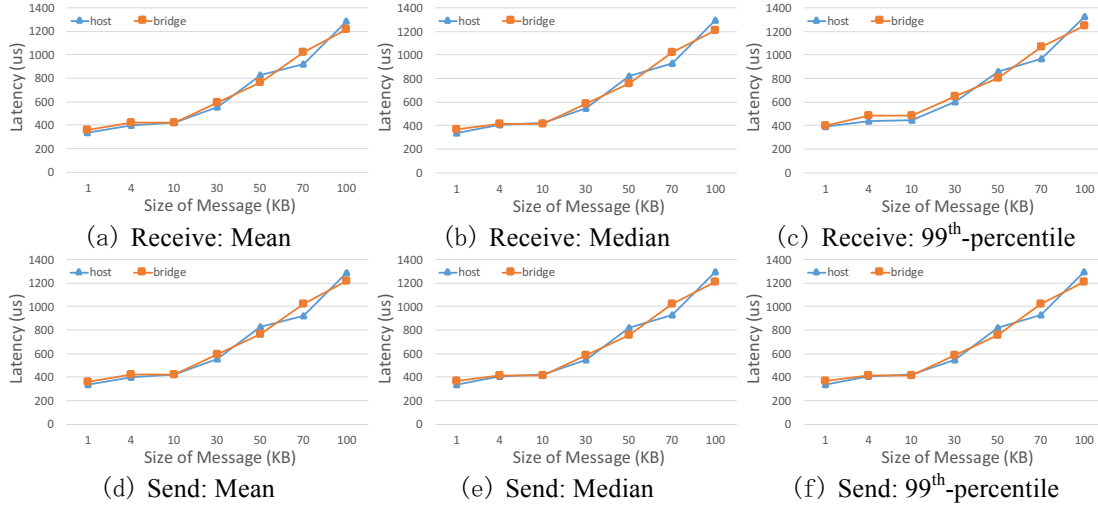 1400
1200
1000
800
600
400
200
0
Latency (us)
host bridge
1 4 10 30 50 70 100
Size of Message (KB)
(a) Receive: Mean
1400
1200
1000
800
600
400
200
0
Latency (us)
host bridge
1 4 10 30 50 70 100
Size of Message (KB)
(b) Receive: Median
1400
1200
1000
800
600
400
200
0
Latency (us)
host bridge
1 4 10 30 50 70 100
Size of Message (KB)
(c) Receive: 99th-percentile
1400
1200
1000
800
600
400
200
0
Latency (us)
host bridge
1 4 10 30 50 70 100
Size of Message (KB)
(d) Send: Mean
1400
1200
1000
800
600
400
200
0
Latency (us)
host bridge
1 4 10 30 50 70 100
Size of Message (KB)
(e) Send: Median
1400
1200
1000
800
600
400
200
0
Latency (us)
host bridge
1 4 10 30 50 70 100
Size of Message (KB)
(f) Send: 99th-percentile